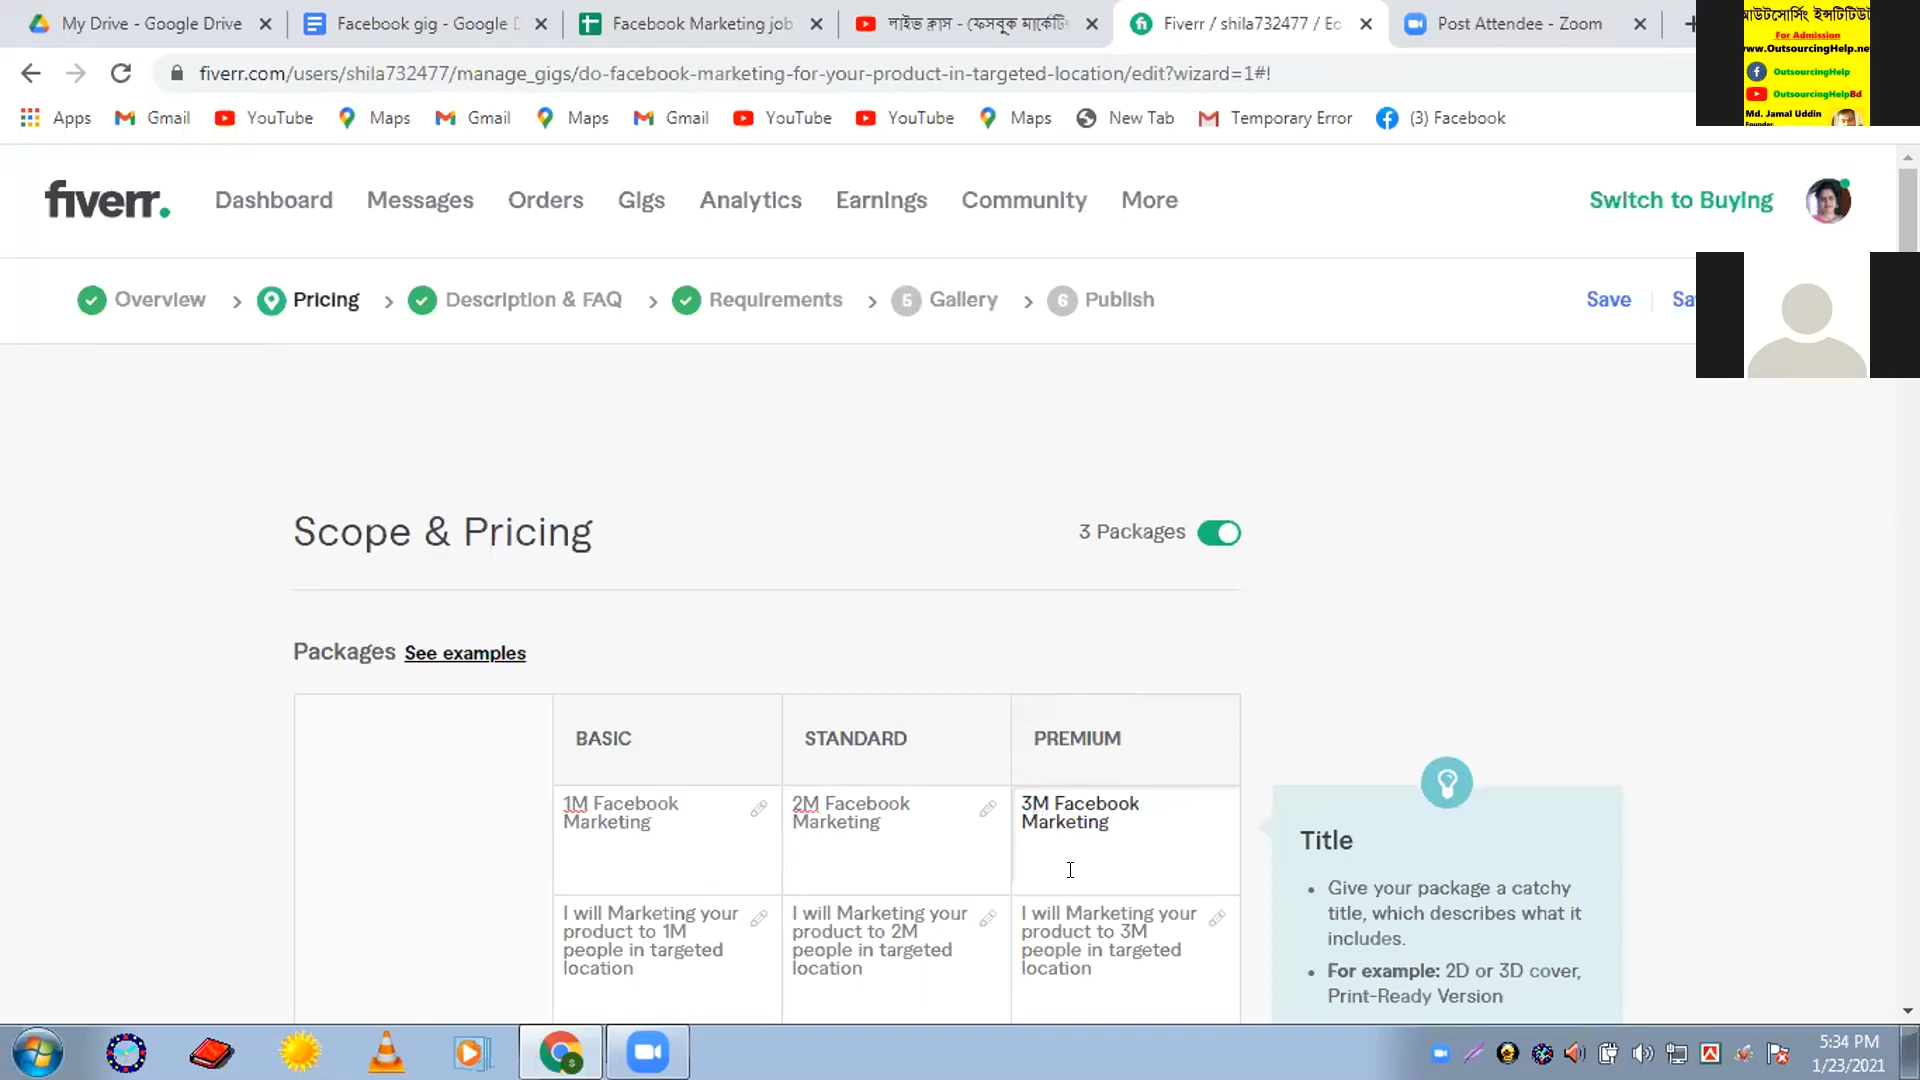 My Drive - Google Drive
Facebook gig - Google D
Facebook Marketing job
লাইভ ক্লাস - ফেসবুক মার্কেটিং
Fiverr / shila732477 / Ec
Post Attendee - Zoom
fiverr.com/users/shila732477/manage_gigs/do-facebook-marketing-for-your-product-in-targeted-location/edit?wizard=1#!
Apps Gmail YouTube Maps Gmail Maps Gmail YouTube YouTube Maps New Tab Temporary Error (3) Facebook
আউটসোর্সিং ইন্সটিটিউট
For Admission
www.OutsourcingHelp.ne
OutsourcingHelp
OutsourcingHelpBd
Md. Jamal Uddin
Founder
fiverr. Dashboard Messages Orders Gigs Analytics Earnings Community More Switch to Buying
Overview Pricing Description & FAQ Requirements 5 Gallery 6 Publish Save Sa
Scope & Pricing 3 Packages
Packages See examples
BASIC STANDARD PREMIUM
1M Facebook
Marketing
2M Facebook
Marketing
3M Facebook
Marketing
I will Marketing your
product to 1M
people in targeted
location
I will Marketing your
product to 2M
people in targeted
location
I will Marketing your
product to 3M
people in targeted
location
Title
Give your package a catchy
title, which describes what it
includes.
For example: 2D or 3D cover,
Print-Ready Version
5:34 PM
1/23/2021